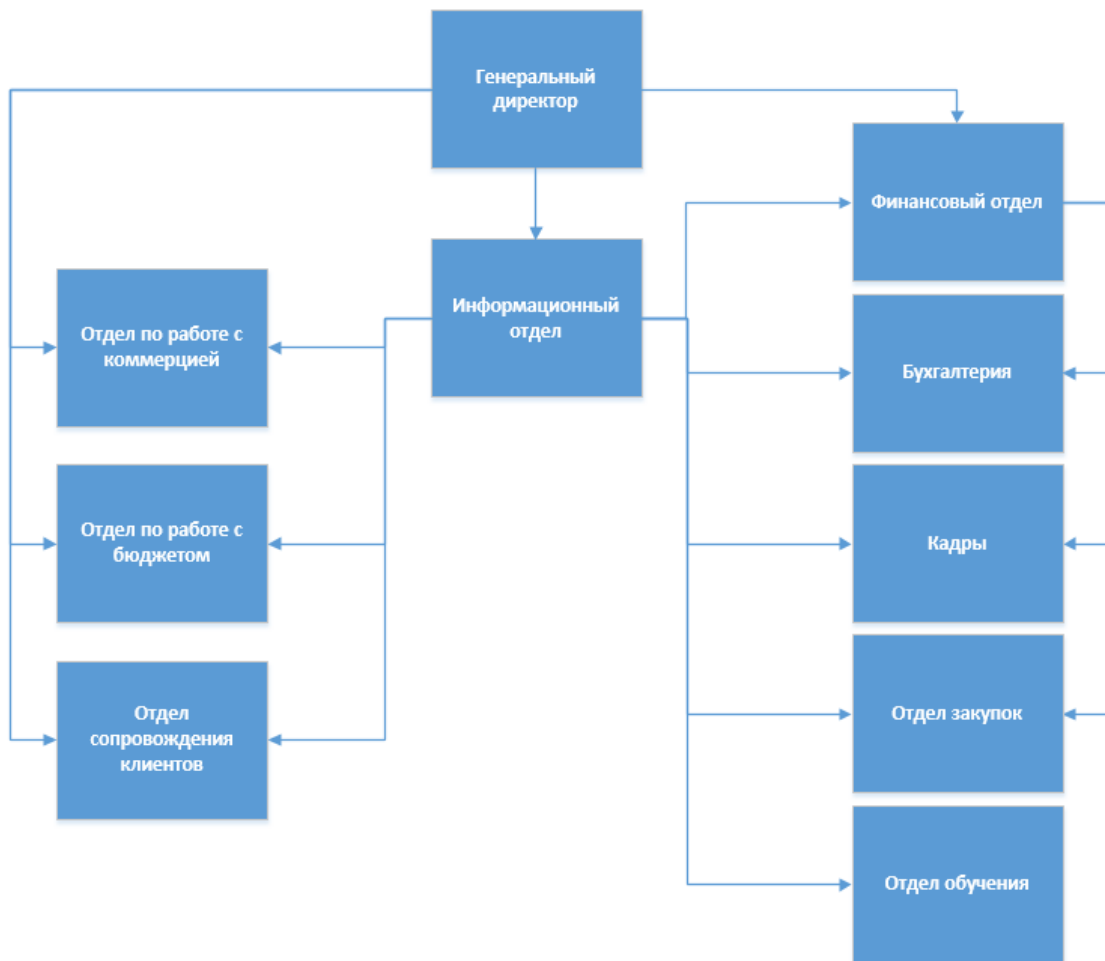 Генеральный
директор
Финансовый отдел
Информационный
отдел
Отдел по работе с
коммерцией
Бухгалтерия
Отдел по работе с
бюджетом
Кадры
Отдел
сопровождения
клиентов
Отдел закупок
Отдел обучения